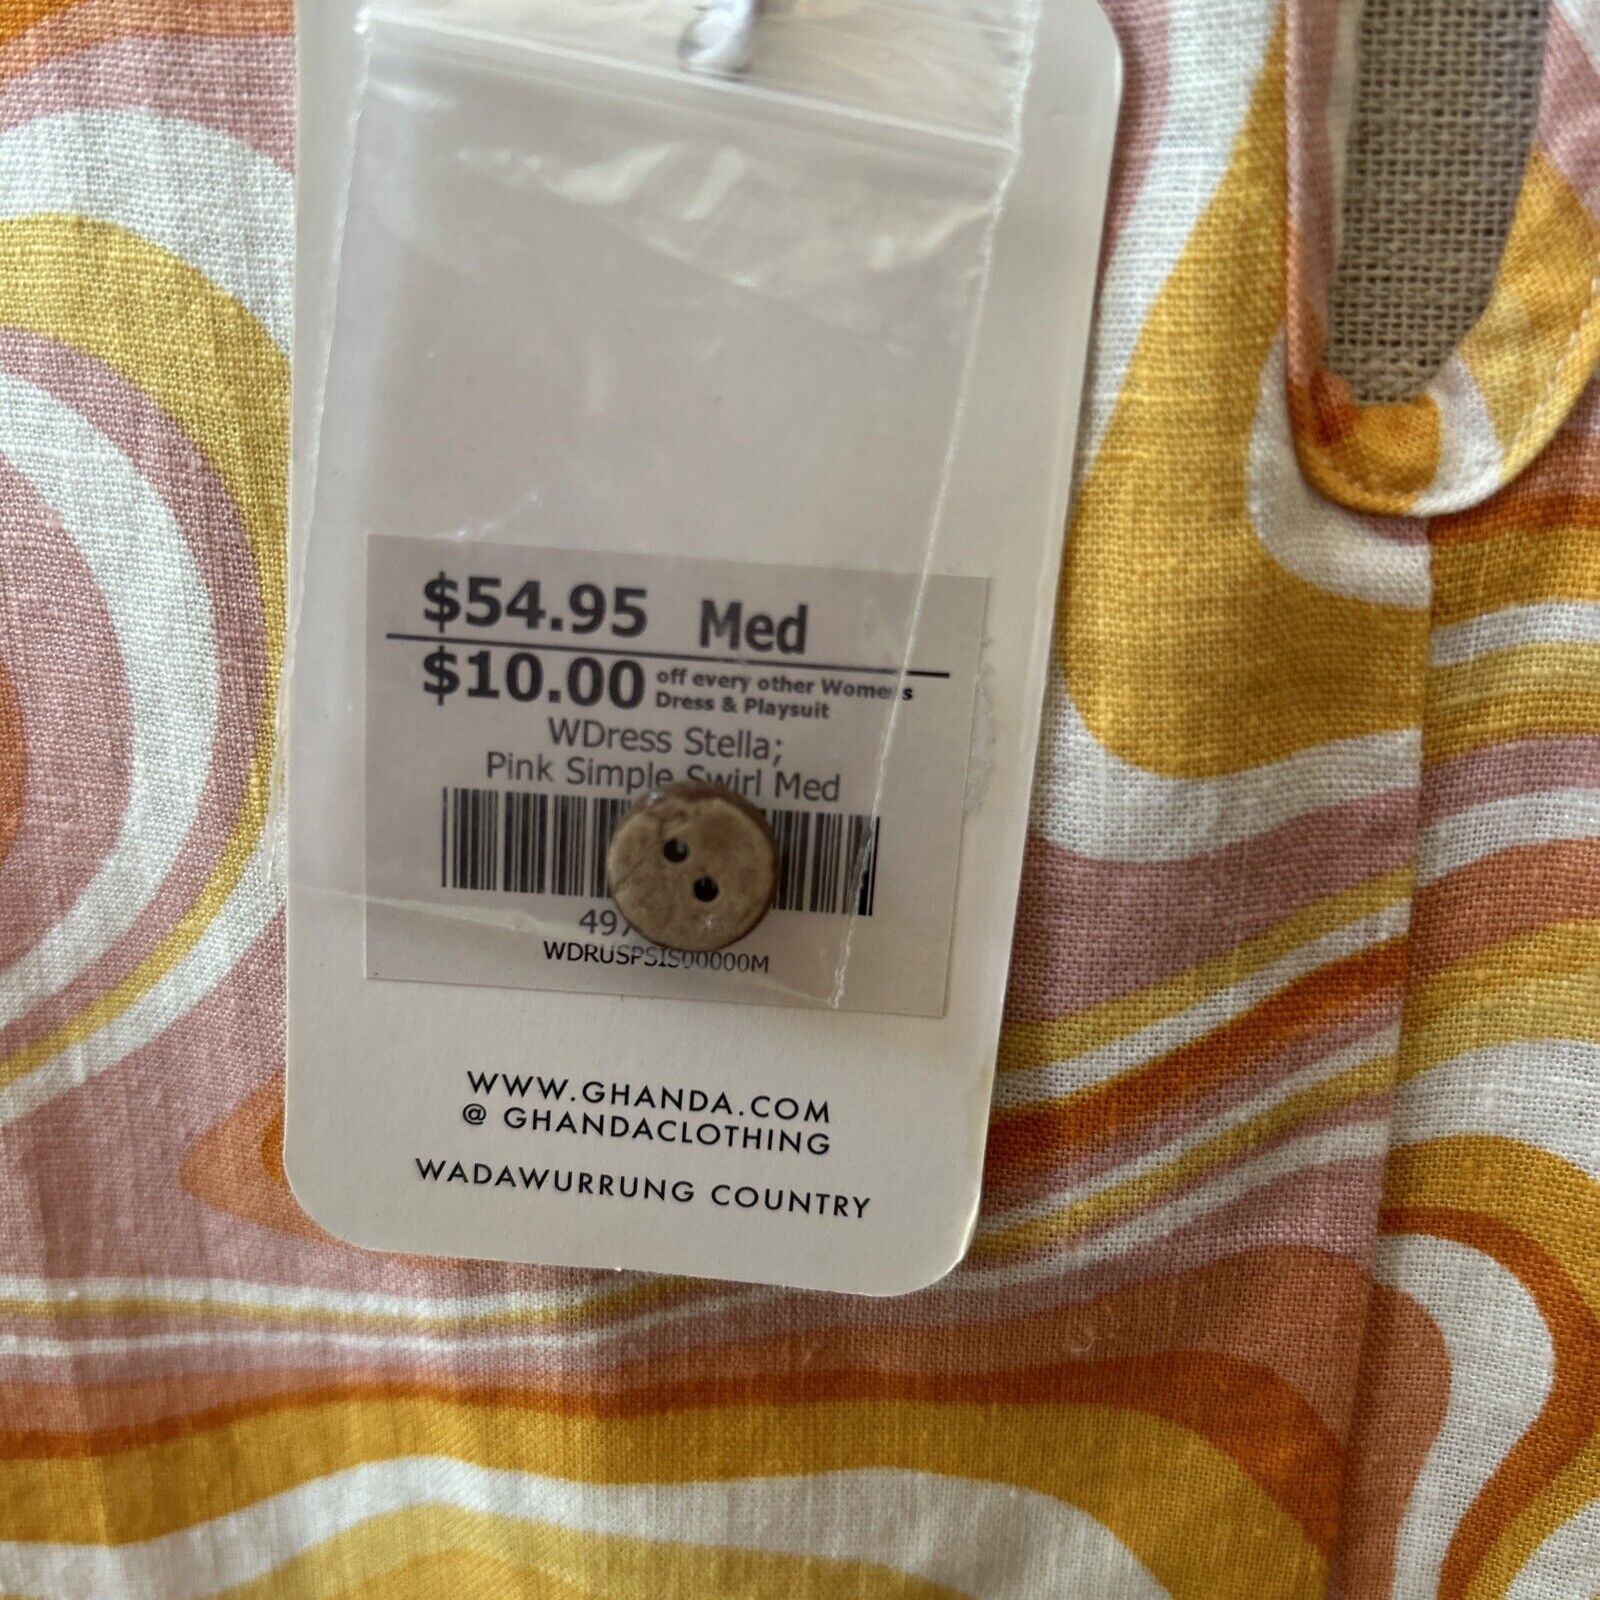 $54.95 Med
$10.00 off every other Women's
Dress & Playsuit
WDress Stella;
Pink Simple Swirl Med
WDRUSPSIS00000M
WWW.GHANDA.COM
@ GHANDACLOTHING
WADAWURRUNG COUNTRY